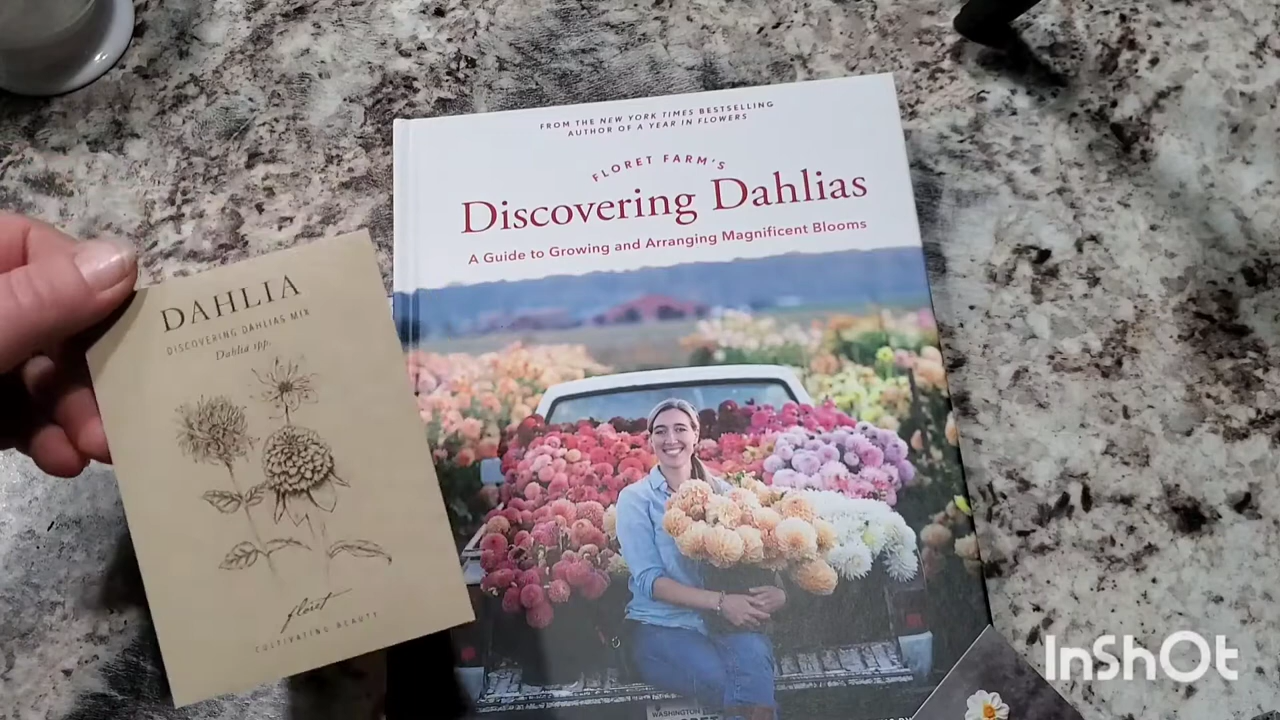 FROM THE NEW YORK TIMES BESTSELLING
AUTHOR OF A YEAR IN FLOWERS
FLORET FARM'S
Discovering Dahlias
A Guide to Growing and Arranging Magnificent Blooms
DAHLIA
DISCOVERING DAHLIAS MIX
Dahlia spp.
floret
CULTIVATING BEAUTY
WASHINGTON
InShOt